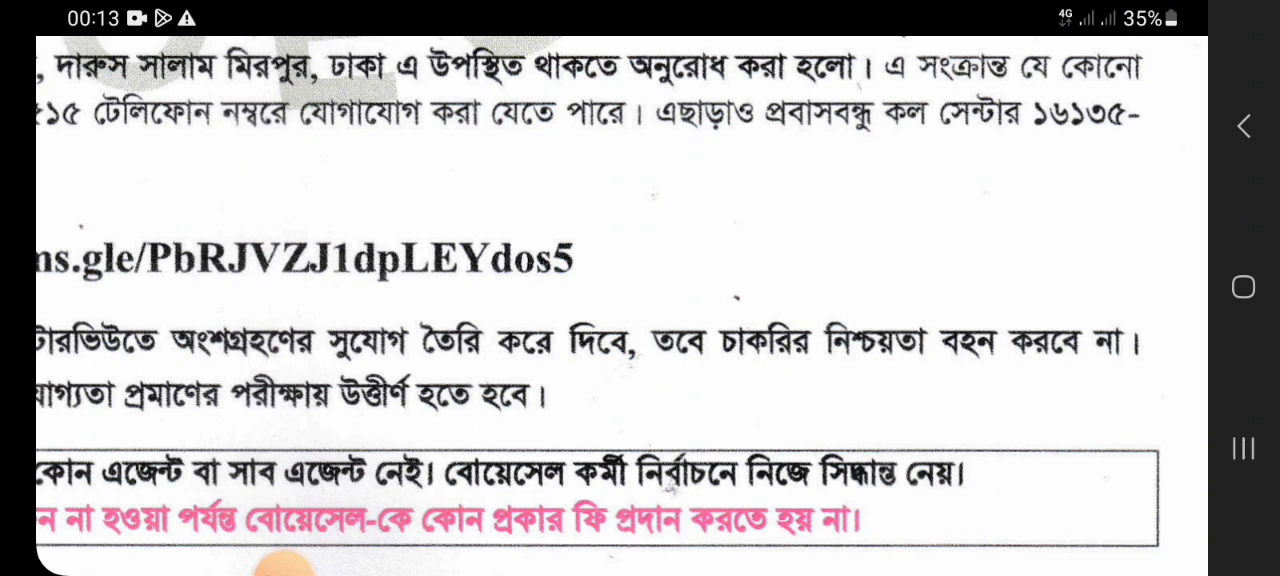 00:13 4G 35%
, দারুস সালাম মিরপুর, ঢাকা এ উপস্থিত থাকতে অনুরোধ করা হলো। এ সংক্রান্ত যে কোনো
১৫ টেলিফোন নম্বরে যোগাযোগ করা যেতে পারে। এছাড়াও প্রবাসবন্ধু কল সেন্টার ১৬১৩৫-
ms.gle/PbRJVZJ1dpLEYdos5
টারভিউতে অংশগ্রহণের সুযোগ তৈরি করে দিবে, তবে চাকরির নিশ্চয়তা বহন করবে না।
যোগ্যতা প্রমাণের পরীক্ষায় উত্তীর্ণ হতে হবে।
কোন এজেন্ট বা সাব এজেন্ট নেই। বোয়েসেল কর্মী নির্বাচনে নিজে সিদ্ধান্ত নেয়।
ন না হওয়া পর্যন্ত বোয়েসেল-কে কোন প্রকার ফি প্রদান করতে হয় না।